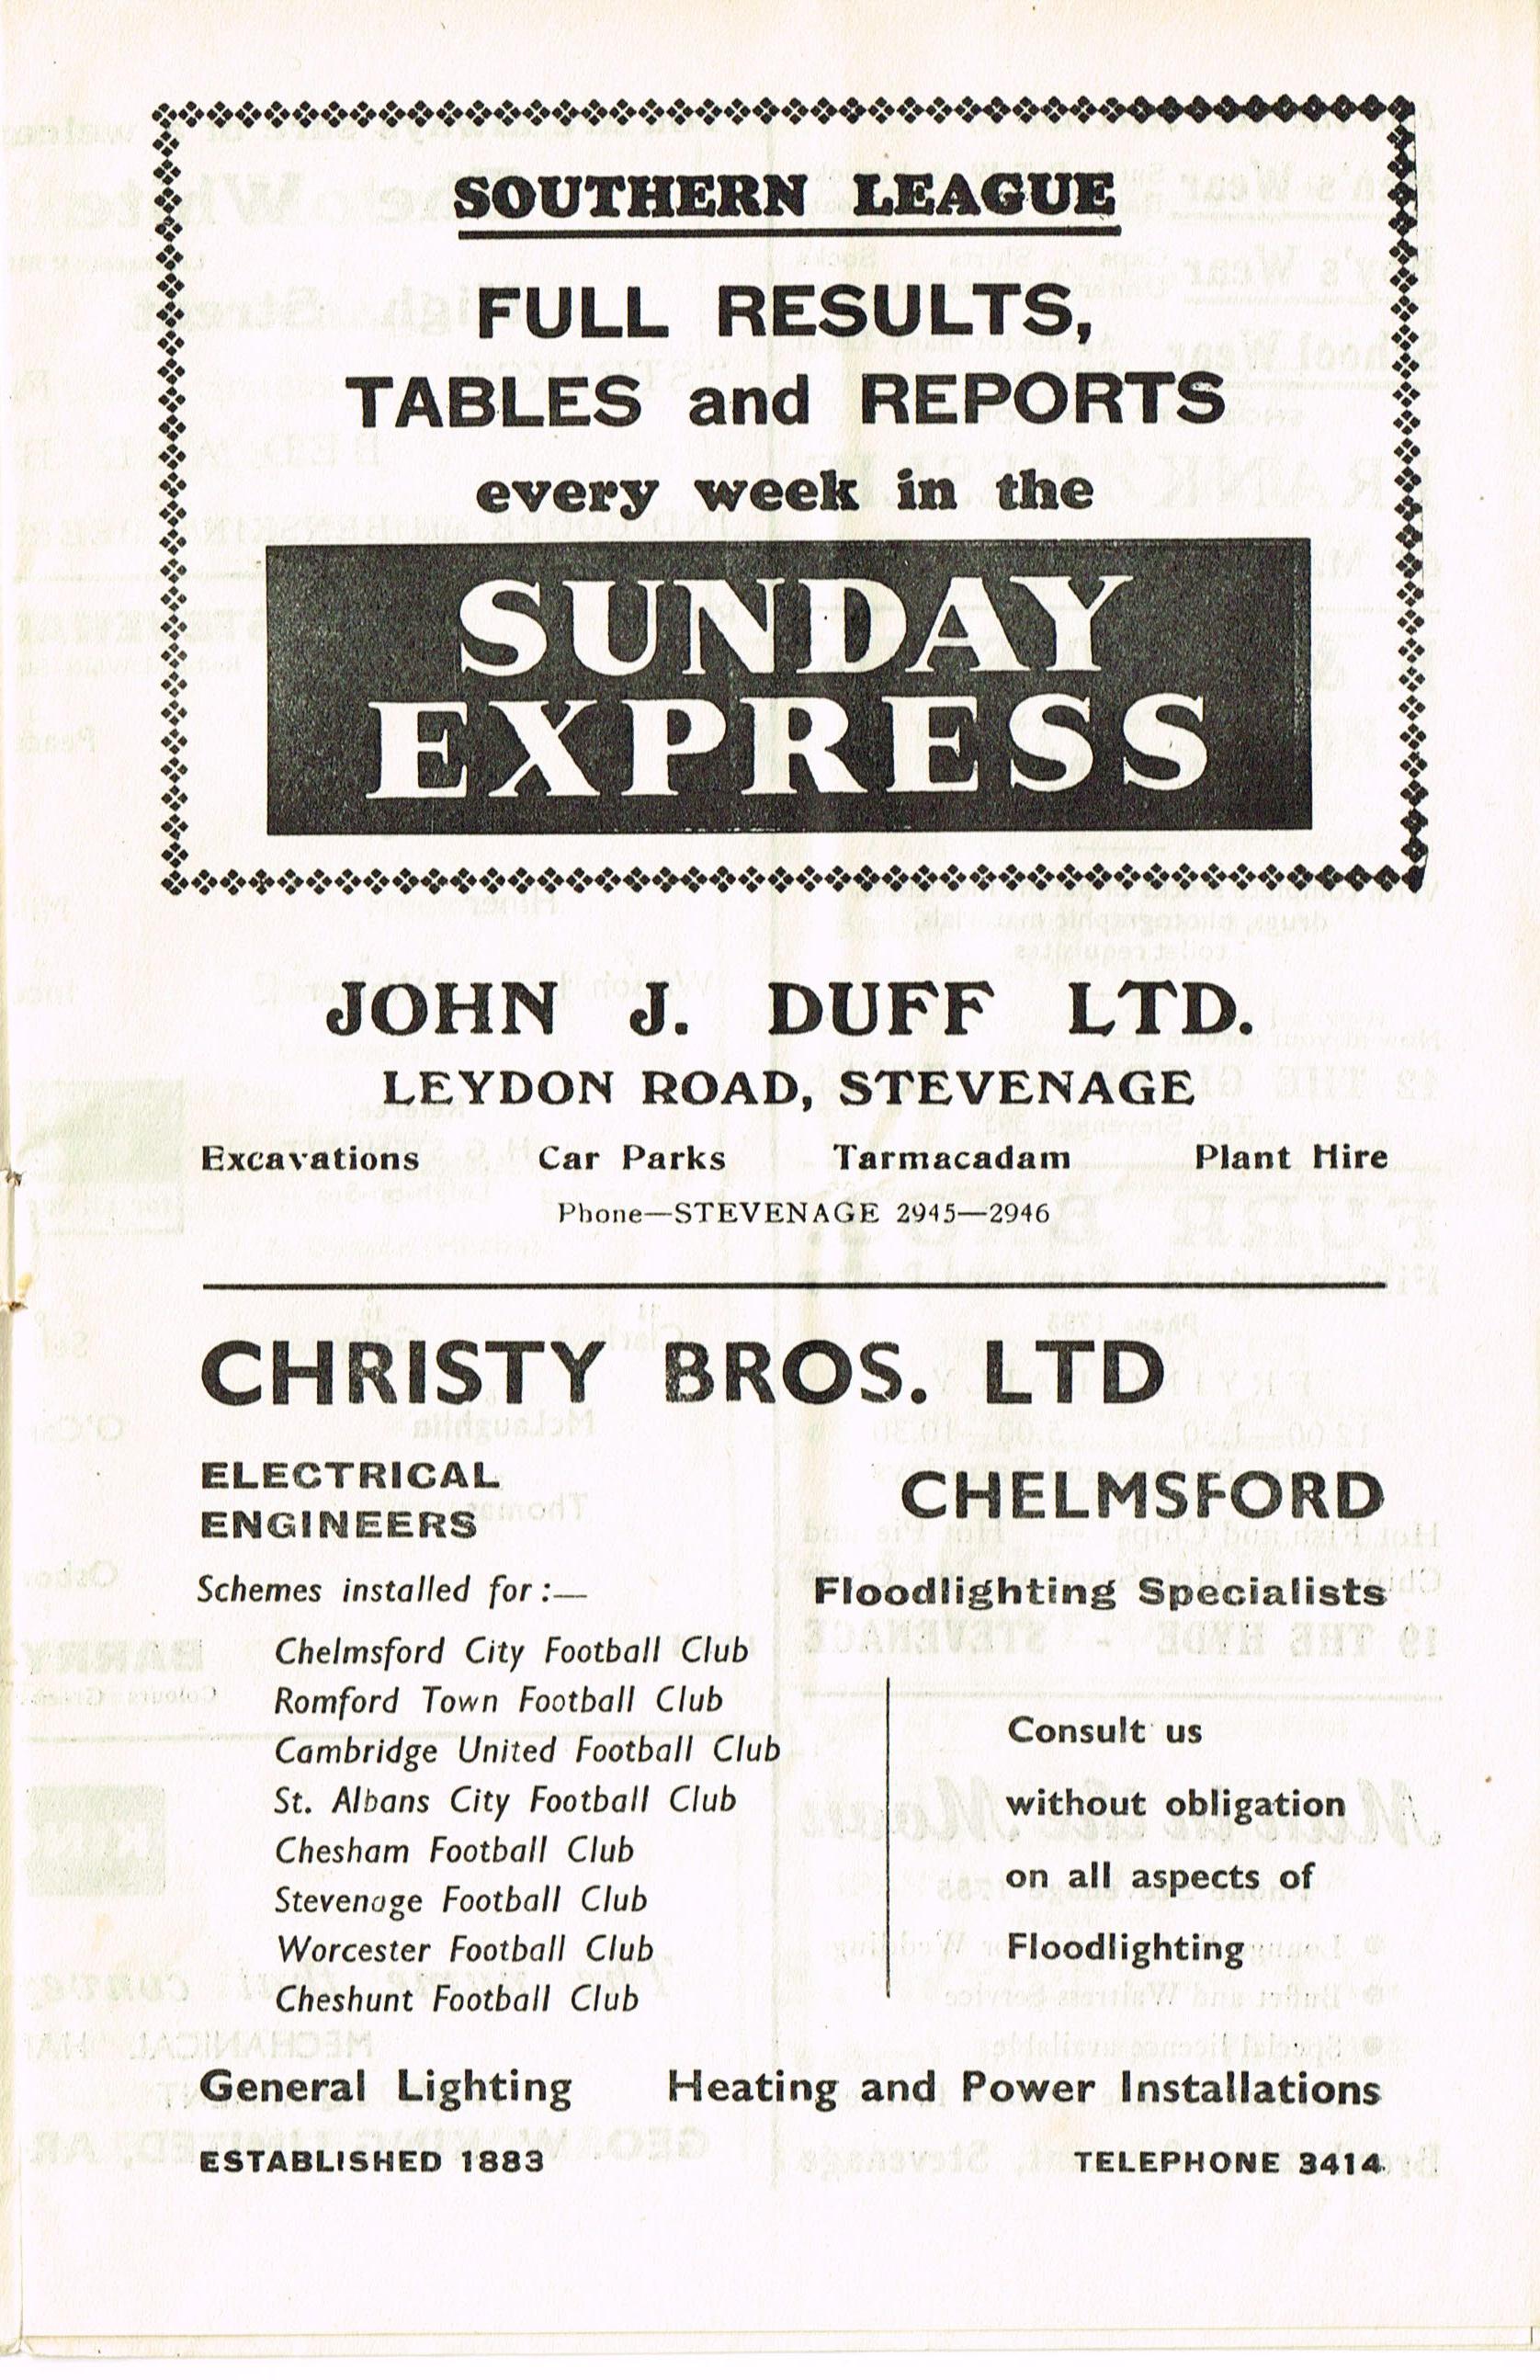 SOUTHERN LEAGUE
FULL RESULTS,
TABLES and REPORTS
every week in the
SUNDAY
EXPRESS
JOHN J. DUFF LTD.
LEYDON ROAD, STEVENAGE
Excavations Car Parks Tarmacadam Plant Hire
Phone—STEVENAGE 2945—2946
CHRISTY BROS. LTD
ELECTRICAL
ENGINEERS
CHELMSFORD
Schemes installed for :—
Floodlighting Specialists
Chelmsford City Football Club
Romford Town Football Club
Cambridge United Football Club
St. Albans City Football Club
Chesham Football Club
Stevenage Football Club
Worcester Football Club
Cheshunt Football Club
Consult us
without obligation
on all aspects of
Floodlighting
General Lighting Heating and Power Installations
ESTABLISHED 1883 TELEPHONE 3414